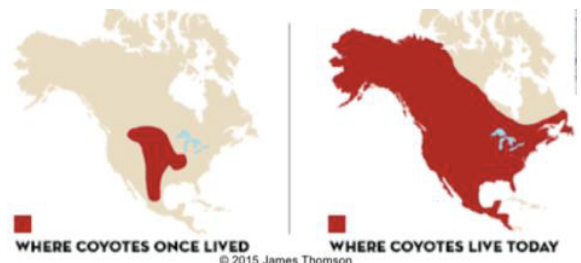 WHERE COYOTES ONCE LIVED
WHERE COYOTES LIVE TODAY
© 2015 James Thomson